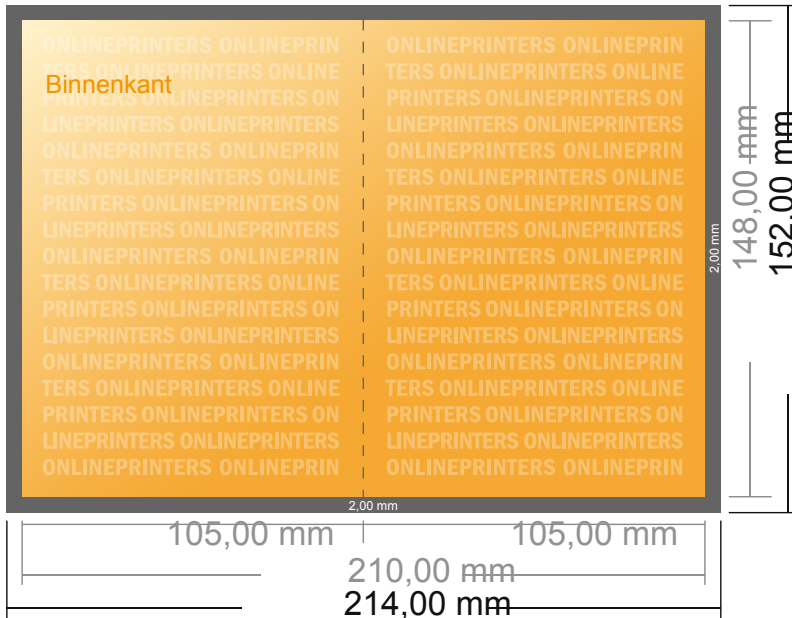 ONLINEPRINTERS ONLINEPRIN
TERS ONLINEPRINTERS ONLINE
Binnenkant
PRINTERS ONLINEPRINTERS ON
LINEPRINTERS ONLINEPRINTERS
ONLINEPRINTERS ONLINEPRIN
TERS ONLINEPRINTERS ONLINE
PRINTERS ONLINEPRINTERS ON
LINEPRINTERS ONLINEPRINTERS
ONLINEPRINTERS ONLINEPRIN
TERS ONLINEPRINTERS ONLINE
PRINTERS ONLINEPRINTERS ON
LINEPRINTERS ONLINEPRINTERS
ONLINEPRINTERS ONLINEPRIN
TERS ONLINEPRINTERS ONLINE
PRINTERS ONLINEPRINTERS ON
LINEPRINTERS ONLINEPRINTERS
ONLINEPRINTERS ONLINEPRIN
ONLINEPRINTERS ONLINEPRIN
TERS ONLINEPRINTERS ONLINE
PRINTERS ONLINEPRINTERS ON
LINEPRINTERS ONLINEPRINTERS
ONLINEPRINTERS ONLINEPRIN
TERS ONLINEPRINTERS ONLINE
PRINTERS ONLINEPRINTERS ON
LINEPRINTERS ONLINEPRINTERS
ONLINEPRINTERS ONLINEPRIN
TERS ONLINEPRINTERS ONLINE
PRINTERS ONLINEPRINTERS ON
LINEPRINTERS ONLINEPRINTERS
ONLINEPRINTERS ONLINEPRIN
TERS ONLINEPRINTERS ONLINE
PRINTERS ONLINEPRINTERS ON
LINEPRINTERS ONLINEPRINTERS
ONLINEPRINTERS ONLINEPRIN
2,00 mm
148,00 mm
152,00 mm
2,00 mm
105,00 mm
105,00 mm
210,00 mm
214,00 mm